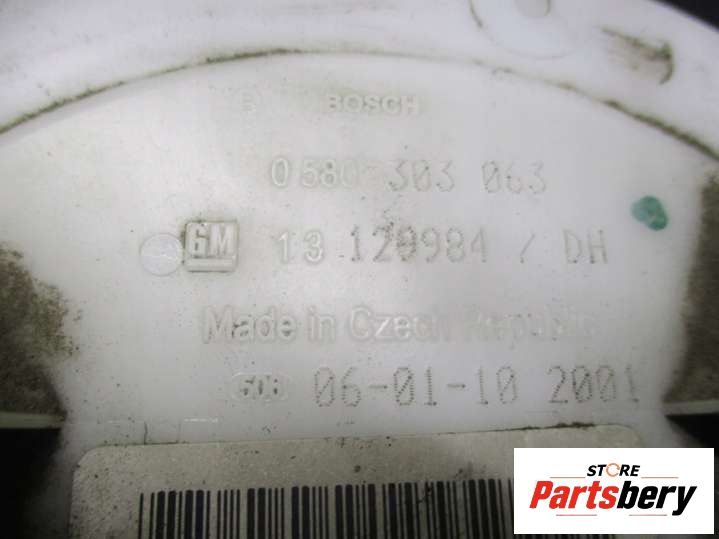 BOSCH
0 580 303 063
GM 13 120984 / DH
Made in Czech Republic
606 06-01-10 2001
STORE
Partsbery